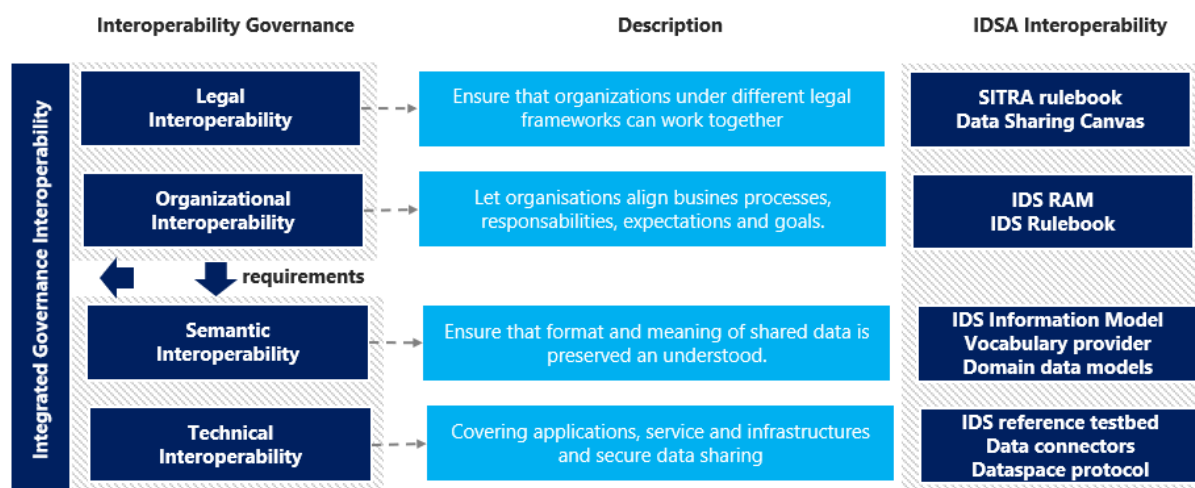 Interoperability Governance
Description
IDSA Interoperability
Integrated Governance Interoperability
Legal
Interoperability
Ensure that organizations under different legal
frameworks can work together
SITRA rulebook
Data Sharing Canvas
Organizational
Interoperability
Let organisations align busines processes,
responsabilities, expectations and goals.
IDS RAM
IDS Rulebook
requirements
Semantic
Interoperability
Ensure that format and meaning of shared data is
preserved an understood.
IDS Information Model
Vocabulary provider
Domain data models
Technical
Interoperability
Covering applications, service and infrastructures
and secure data sharing
IDS reference testbed
Data connectors
Dataspace protocol